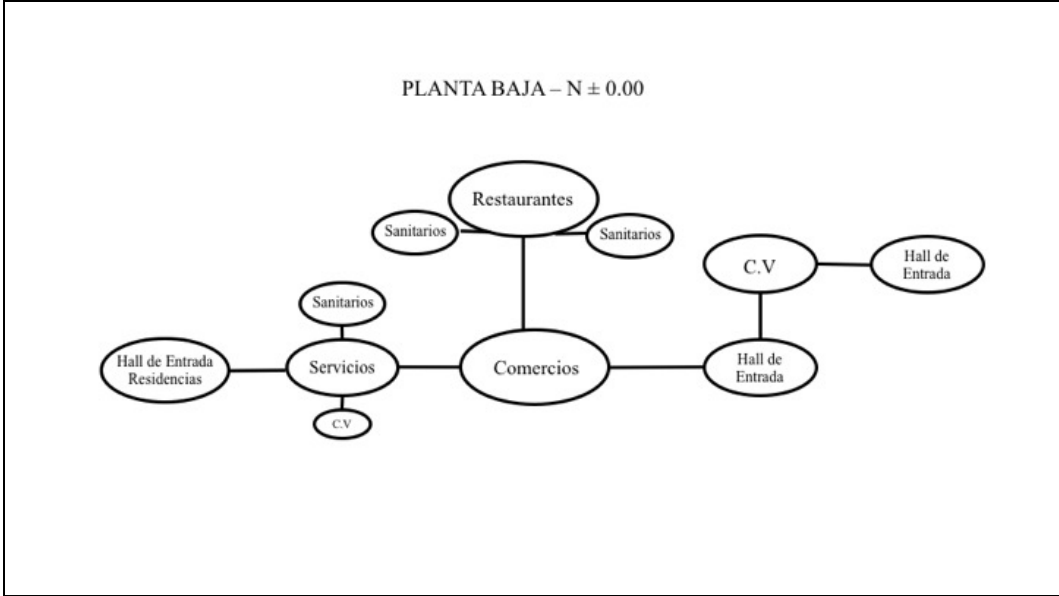 PLANTA BAJA – N ± 0.00
Restaurantes
Sanitarios
Sanitarios
C.V
Hall de
Entrada
Sanitarios
Hall de Entrada
Residencias
Servicios
Comercios
Hall de
Entrada
C.V